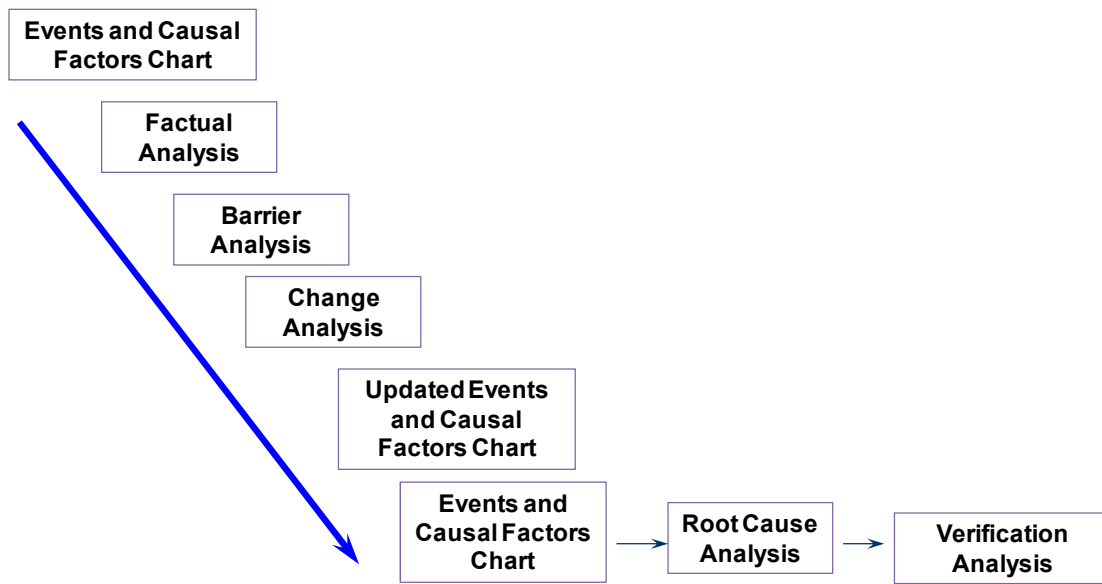 Events and Causal
Factors Chart
Factual
Analysis
Barrier
Analysis
Change
Analysis
Updated Events
and Causal
Factors Chart
Events and
Causal Factors
Chart
Root Cause
Analysis
Verification
Analysis